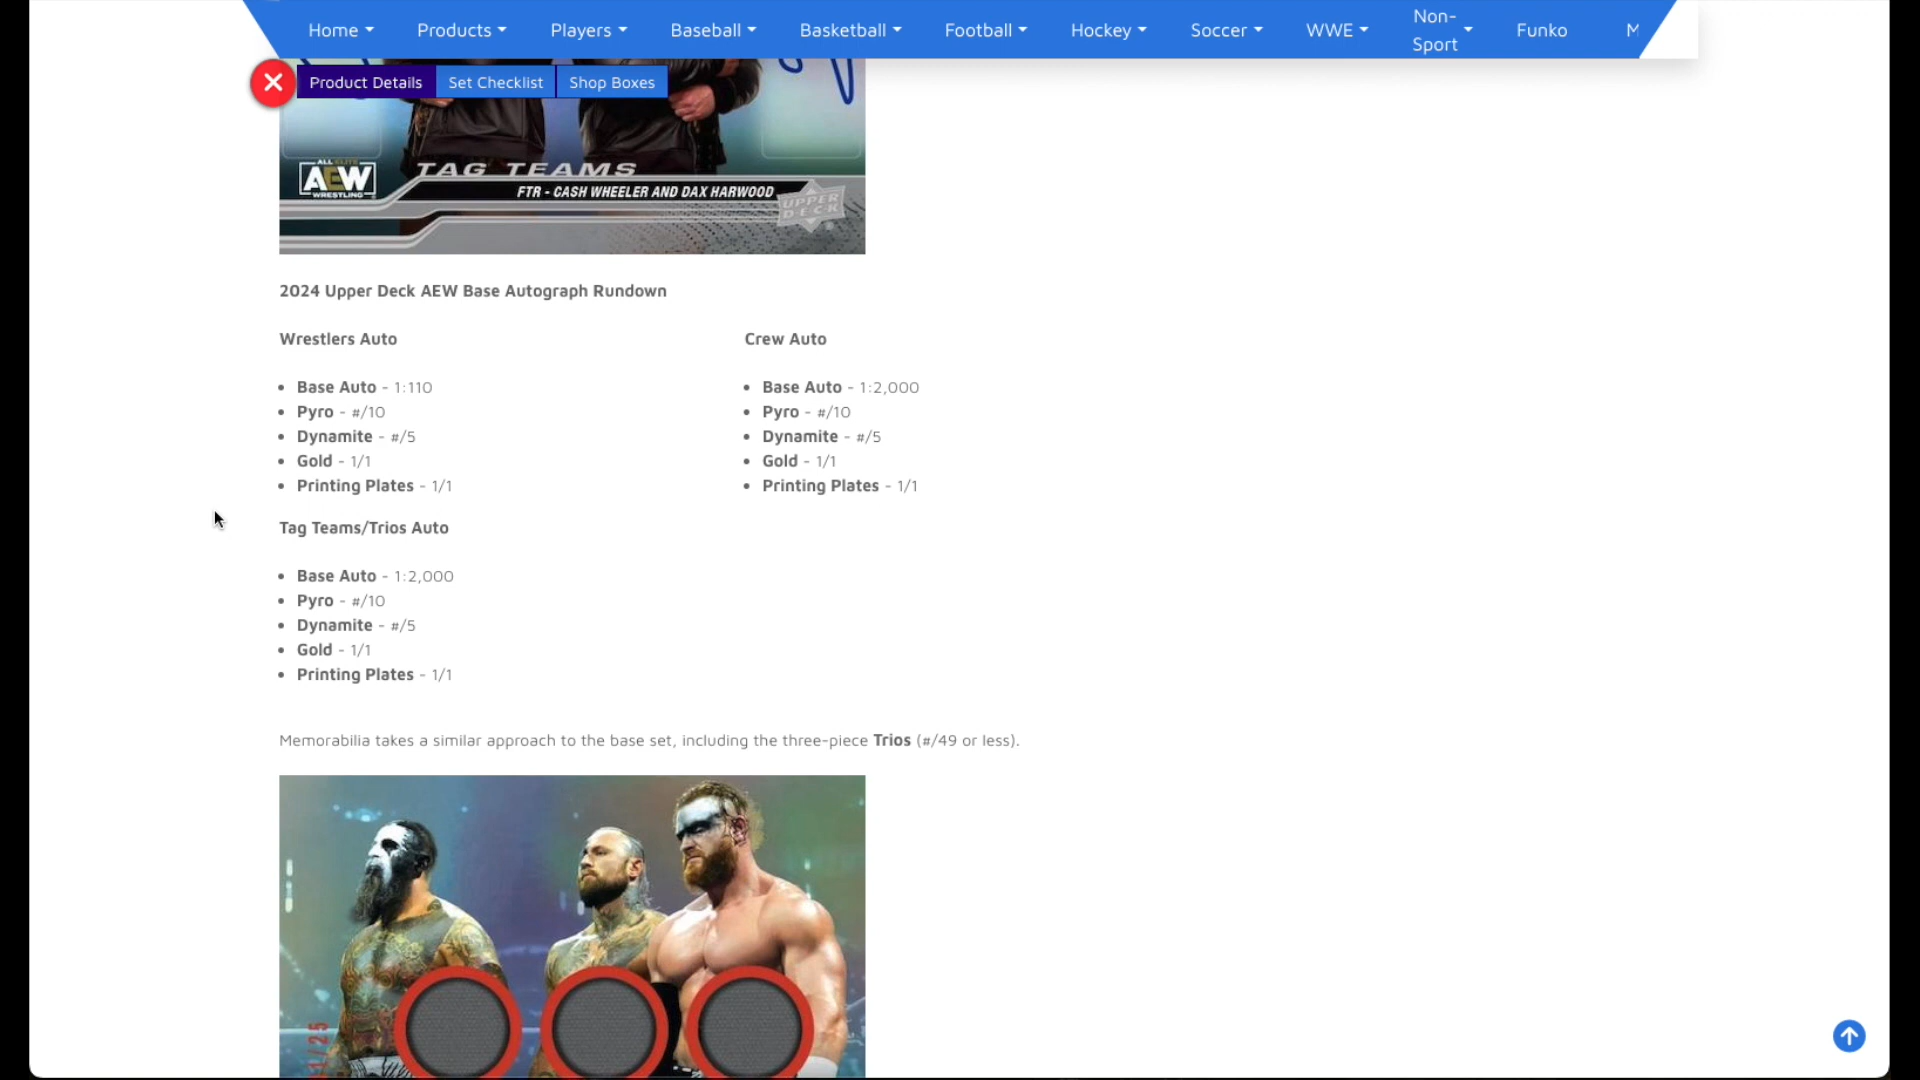 Home Products Players Baseball Basketball Football Hockey Soccer WWE Non-Sport Funko M
Product Details Set Checklist Shop Boxes
ALL ELITE
AEW
WRESTLING
TAG TEAMS
FTR - CASH WHEELER AND DAX HARWOOD
UPPER
DECK
2024 Upper Deck AEW Base Autograph Rundown
Wrestlers Auto
• Base Auto - 1:110
• Pyro - #/10
• Dynamite - #/5
• Gold - 1/1
• Printing Plates - 1/1
Crew Auto
• Base Auto - 1:2,000
• Pyro - #/10
• Dynamite - #/5
• Gold - 1/1
• Printing Plates - 1/1
Tag Teams/Trios Auto
• Base Auto - 1:2,000
• Pyro - #/10
• Dynamite - #/5
• Gold - 1/1
• Printing Plates - 1/1
Memorabilia takes a similar approach to the base set, including the three-piece Trios (#/49 or less).